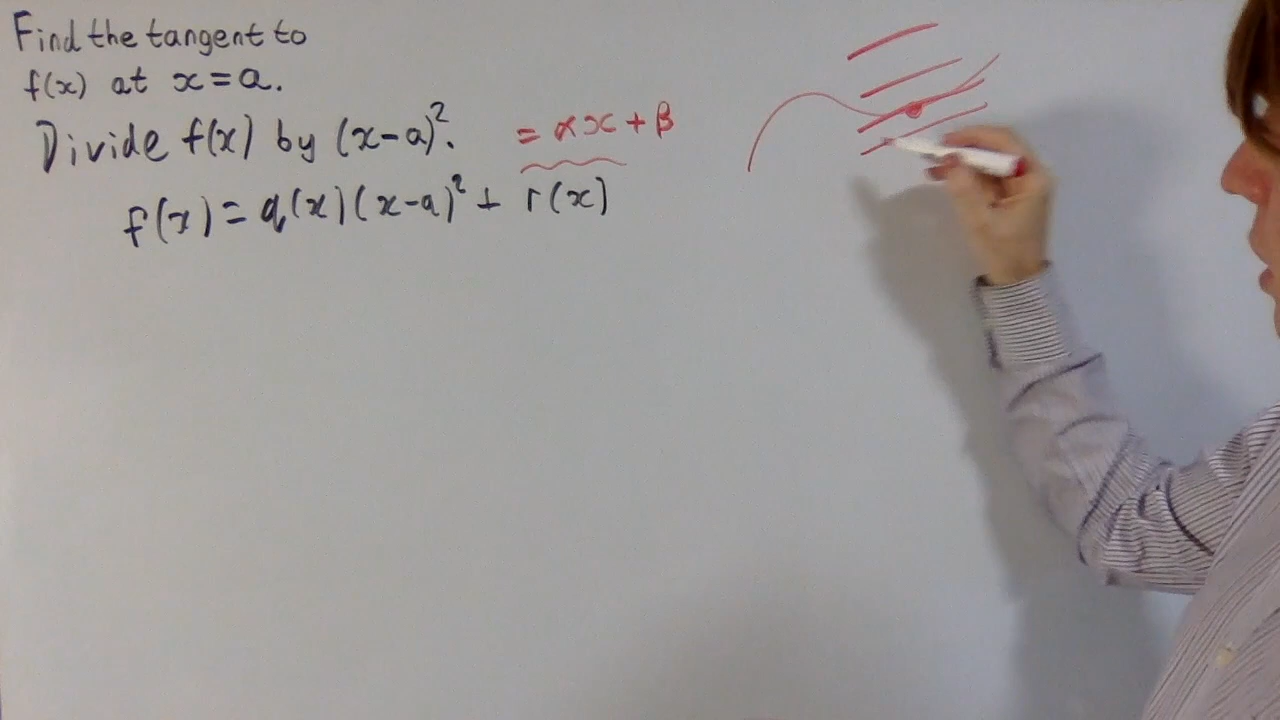 Find the tangent to
f(x) at x=a.
Divide f(x) by (x-a)².
= αx + β
f(x) = q(x)(x-a)² + r(x)